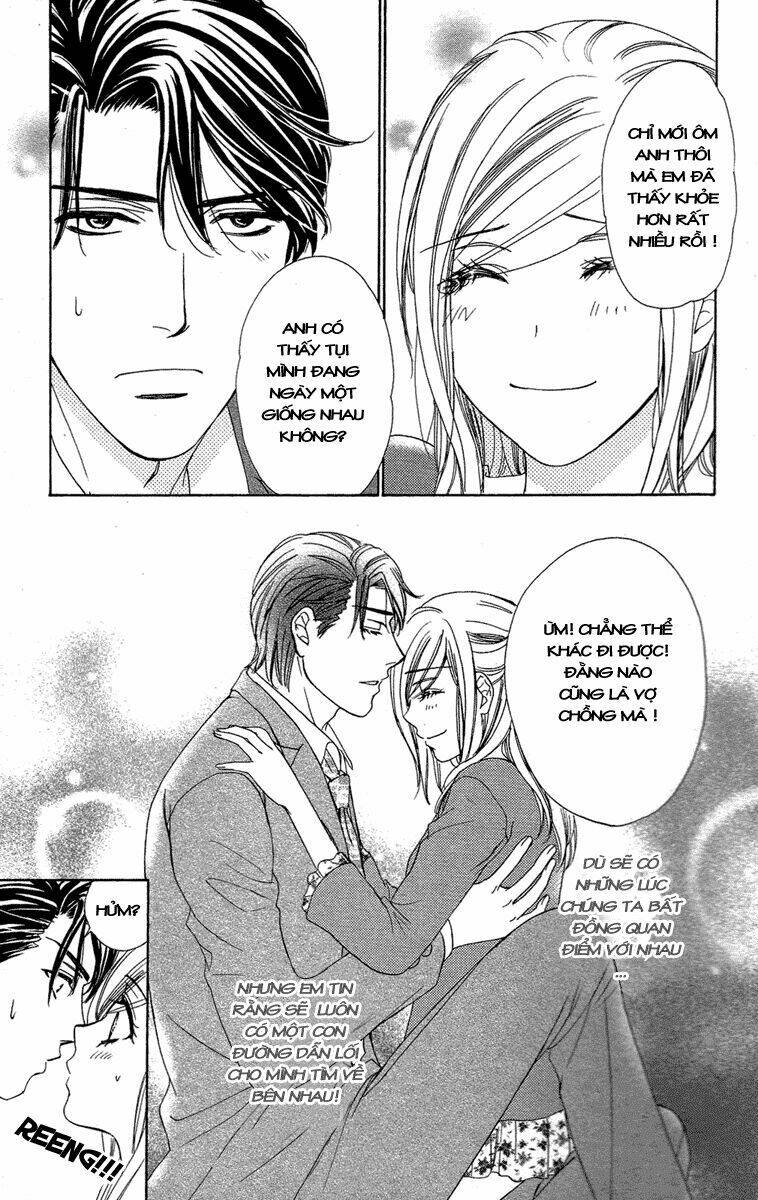 CHỈ MỚI ÔM
ANH THÔI
MÀ EM ĐÃ
THẤY KHỎE
HƠN RẤT
NHIỀU RỒI !
ANH CÓ
THẤY TỤI
MÌNH ĐANG
NGÀY MỘT
GIỐNG NHAU
KHÔNG?
ỪM! CHẲNG THỂ
KHÁC ĐI ĐƯỢC!
ĐẰNG NÀO
CŨNG LÀ VỢ
CHỒNG MÀ !
DÙ SẼ CÓ
NHỮNG LÚC
CHÚNG TA BẤT
ĐỒNG QUAN
ĐIỂM VỚI NHAU
...
NHƯNG EM TIN
RẰNG SẼ LUÔN
CÓ MỘT CON
ĐƯỜNG DẪN LỐI
CHO MÌNH TÌM VỀ
BÊN NHAU!
HỬM?
REENG!!!